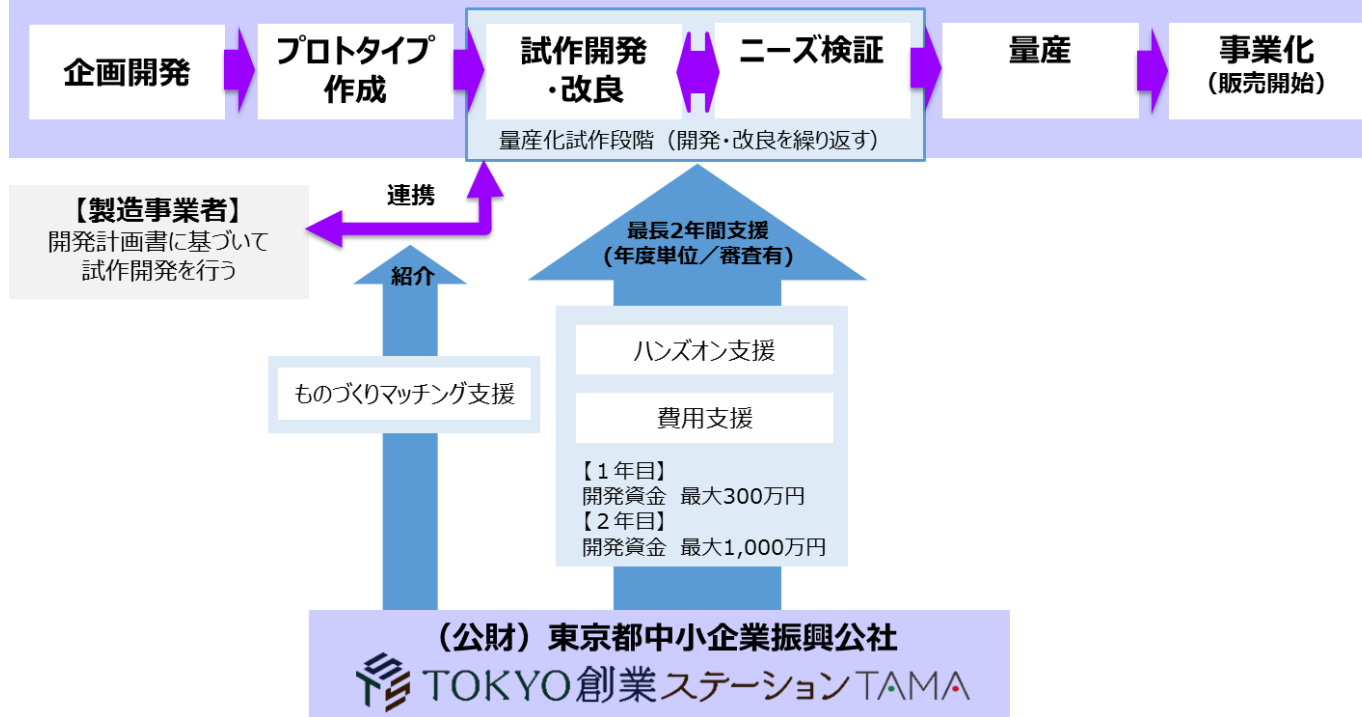 企画開発
プロトタイプ
作成
試作開発
・改良
ニーズ検証
量産
事業化
(販売開始)
量産化試作段階（開発・改良を繰り返す）
【製造事業者】
開発計画書に基づいて
試作開発を行う
連携
紹介
最長2年間支援
(年度単位／審査有)
ものづくりマッチング支援
ハンズオン支援
費用支援
【１年目】
開発資金 最大300万円
【２年目】
開発資金 最大1,000万円
（公財）東京都中小企業振興公社
TOKYO創業ステーションTAMA